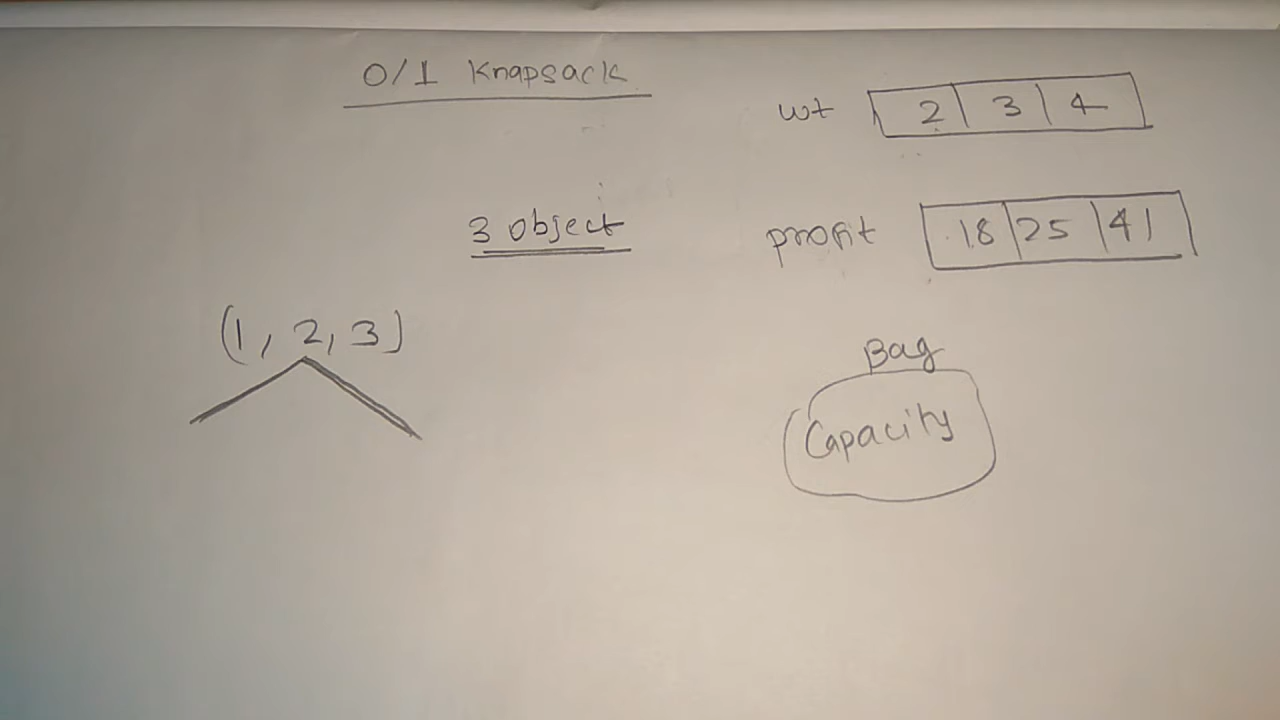 0/1 Knapsack
wt 2 3 4
3 object
profit 18 25 41
(1, 2, 3)
Bag
Capacity